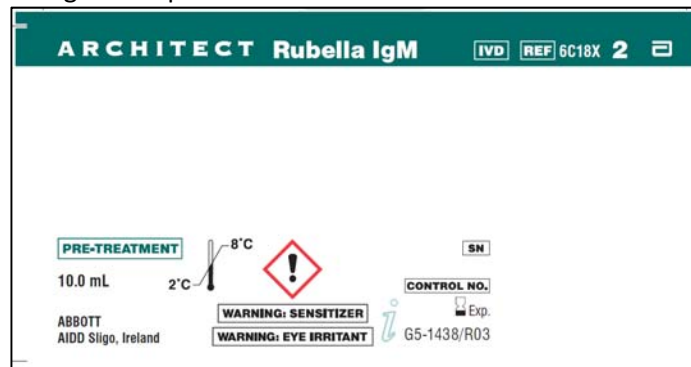 ARCHITECT Rubella IgM IVD REF 6C18X 2
PRE-TREATMENT
10.0 mL
2°C
8°C
ABBOTT
AIDD Sligo, Ireland
WARNING: SENSITIZER
WARNING: EYE IRRITANT
SN
CONTROL NO.
Exp.
G5-1438/R03